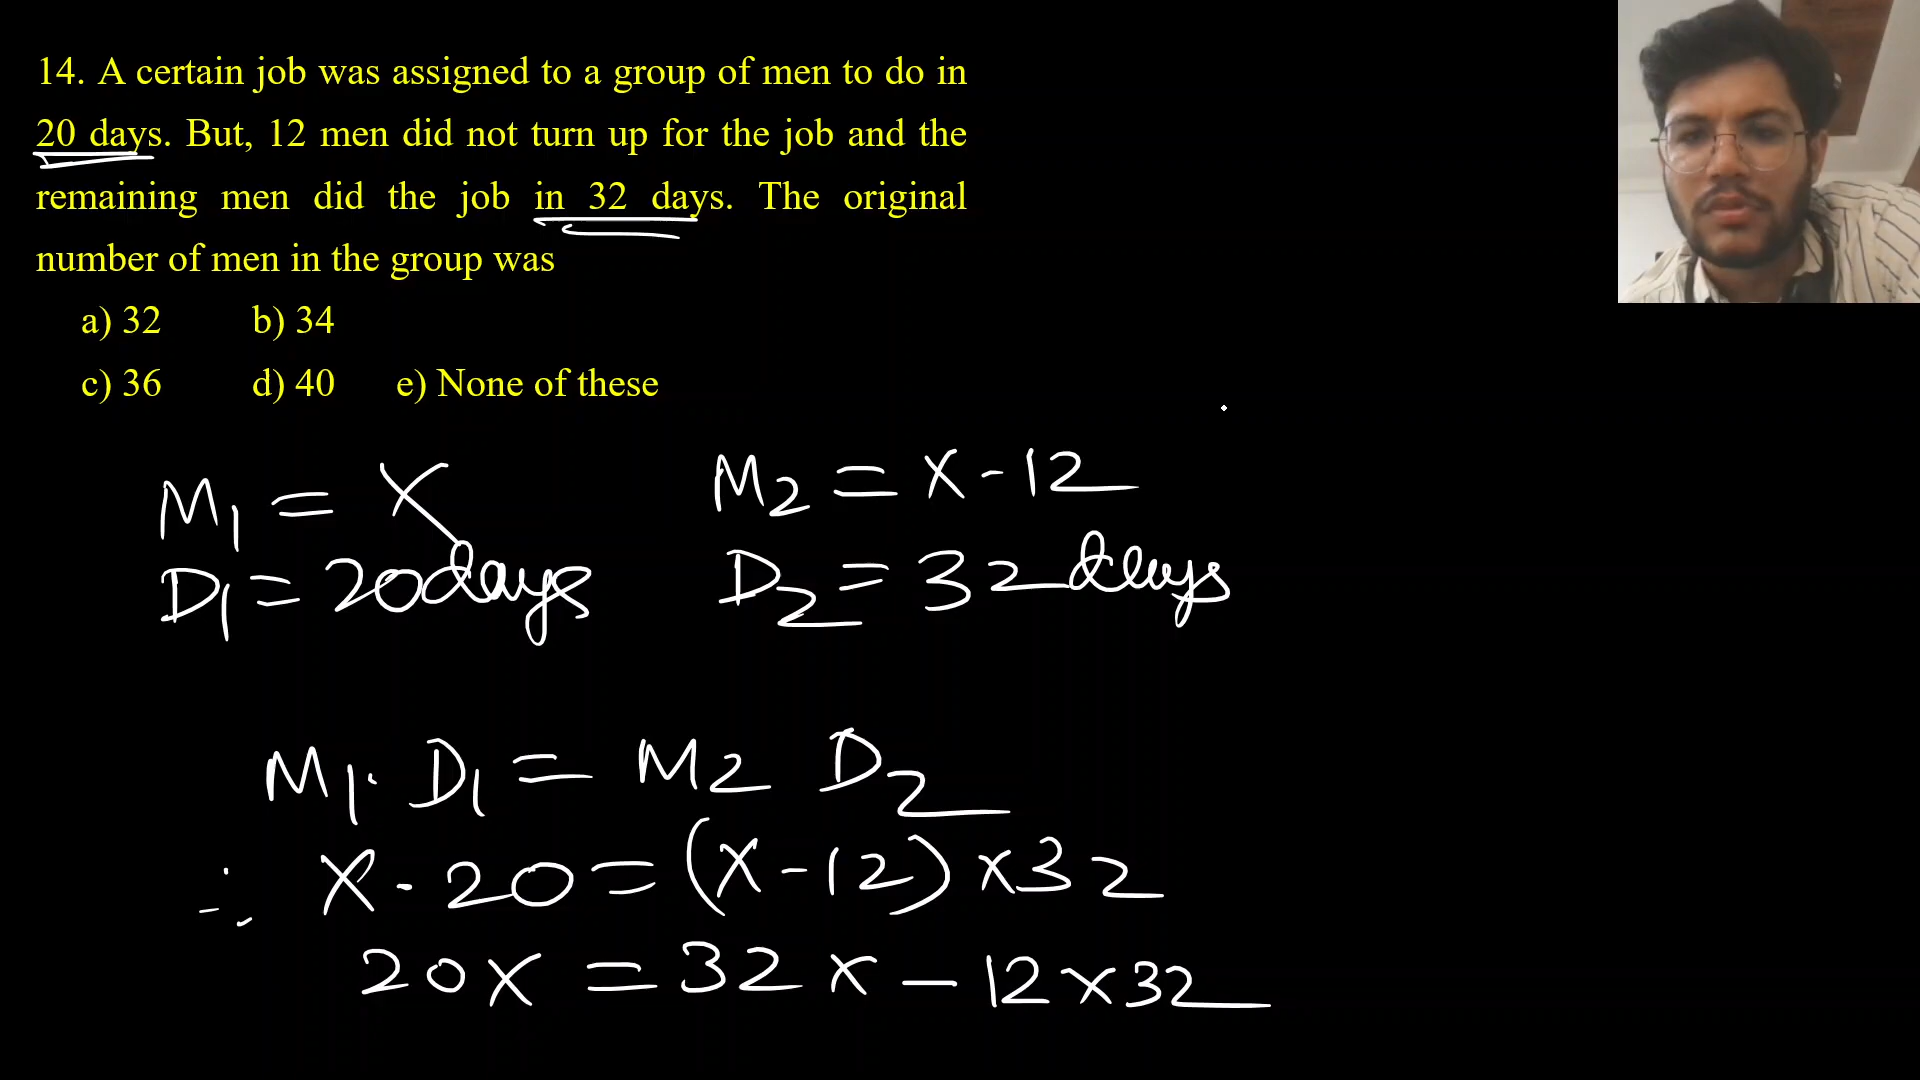 14. A certain job was assigned to a group of men to do in
20 days. But, 12 men did not turn up for the job and the
remaining men did the job in 32 days. The original
number of men in the group was
a) 32 b) 34
c) 36 d) 40 e) None of these
M1 = X M2 = X - 12
D1 = 20 days D2 = 32 days
M1. D1 = M2 D2
∴ X . 20 = (X - 12) x 32
20X = 32X - 12 x 32